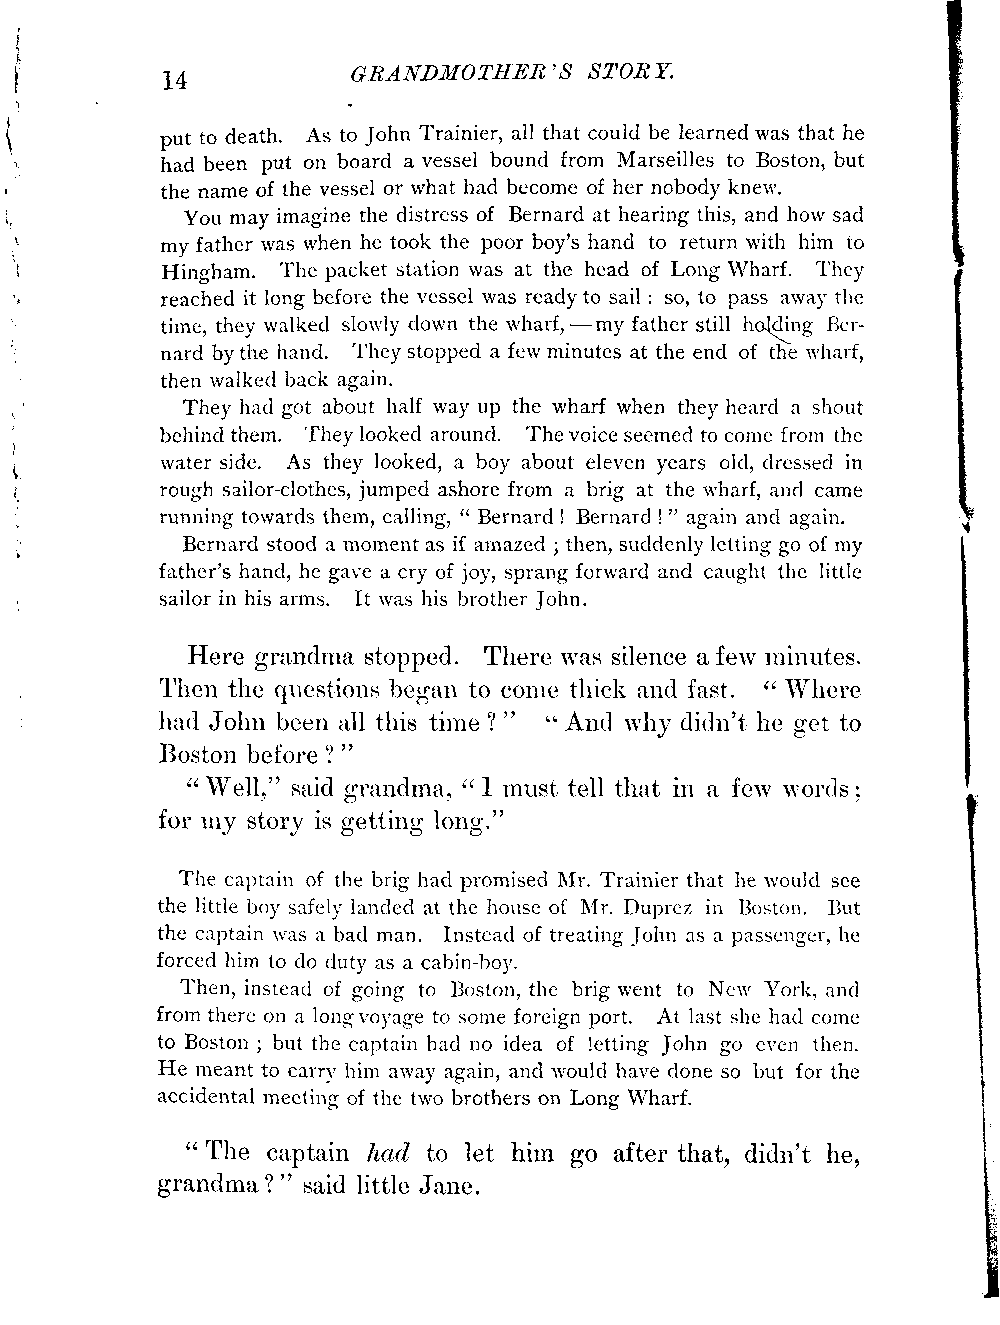 14 GRANDMOTHER'S STORY.
put to death. As to John Trainier, all that could be learned was that he
had been put on board a vessel bound from Marseilles to Boston, but
the name of the vessel or what had become of her nobody knew.
You may imagine the distress of Bernard at hearing this, and how sad
my father was when he took the poor boy's hand to return with him to
Hingham. The packet station was at the head of Long Wharf. They
reached it long before the vessel was ready to sail: so, to pass away the
time, they walked slowly down the wharf,—my father still holding Ber-
nard by the hand. They stopped a few minutes at the end of the wharf,
then walked back again.
They had got about half way up the wharf when they heard a shout
behind them. They looked around. The voice seemed to come from the
water side. As they looked, a boy about eleven years old, dressed in
rough sailor-clothes, jumped ashore from a brig at the wharf, and came
running towards them, calling, "Bernard! Bernard!" again and again.
Bernard stood a moment as if amazed; then, suddenly letting go of my
father's hand, he gave a cry of joy, sprang forward and caught the little
sailor in his arms. It was his brother John.
Here grandma stopped. There was silence a few minutes.
Then the questions began to come thick and fast. "Where
had John been all this time?" "And why didn't he get to
Boston before?"
"Well," said grandma, "I must tell that in a few words;
for my story is getting long."
The captain of the brig had promised Mr. Trainier that he would see
the little boy safely landed at the house of Mr. Duprez in Boston. But
the captain was a bad man. Instead of treating John as a passenger, he
forced him to do duty as a cabin-boy.
Then, instead of going to Boston, the brig went to New York, and
from there on a long voyage to some foreign port. At last she had come
to Boston; but the captain had no idea of letting John go even then.
He meant to carry him away again, and would have done so but for the
accidental meeting of the two brothers on Long Wharf.
"The captain had to let him go after that, didn't he,
grandma?" said little Jane.